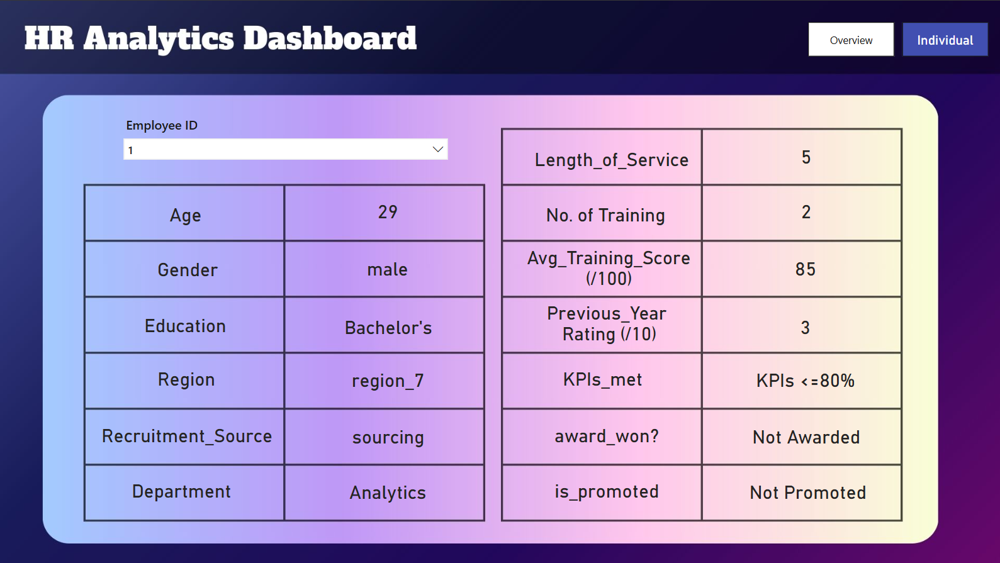 HR Analytics Dashboard
Overview
Individual
Employee ID
1
Age
29
Gender
male
Education
Bachelor's
Region
region_7
Recruitment_Source
sourcing
Department
Analytics
Length_of_Service
5
No. of Training
2
Avg_Training_Score
(/100)
85
Previous_Year
Rating (/10)
3
KPIs_met
KPIs <=80%
award_won?
Not Awarded
is_promoted
Not Promoted